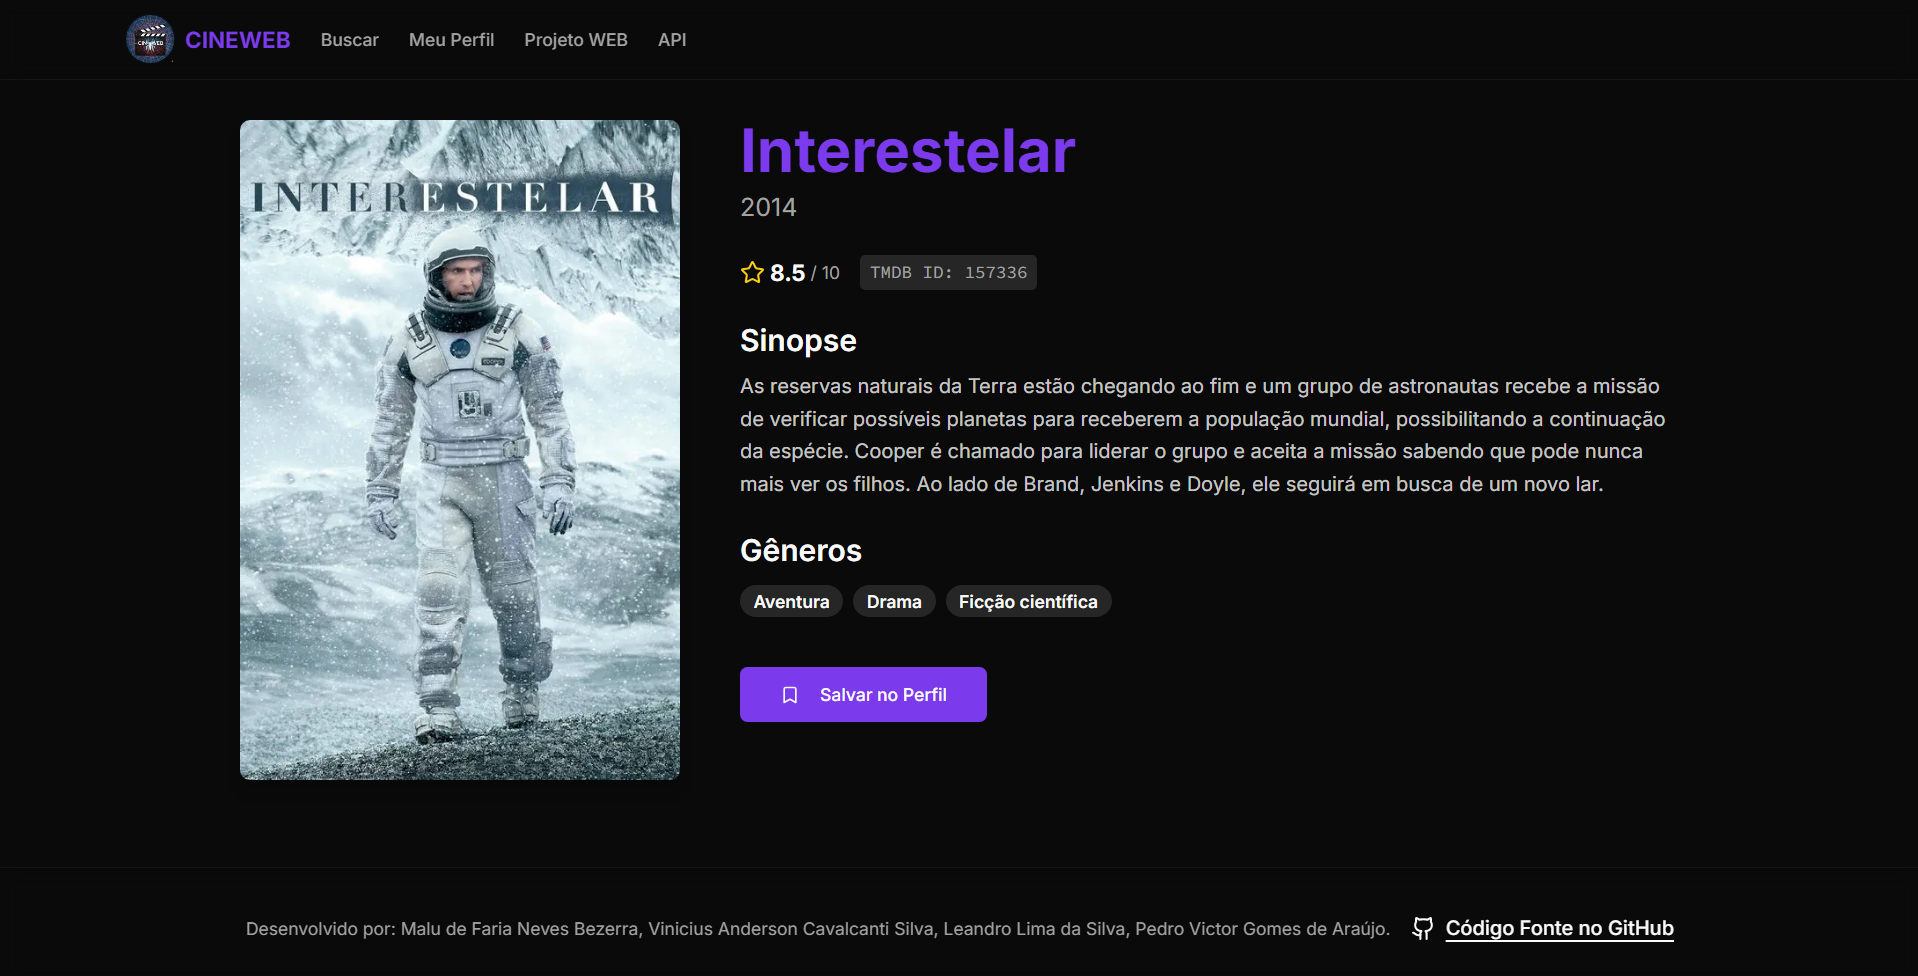 CINEWEB
CINEWEB
Buscar
Meu Perfil
Projeto WEB
API
INTERESTELAR
COOPER
Interestelar
2014
8.5 / 10
TMDB ID: 157336
Sinopse
As reservas naturais da Terra estão chegando ao fim e um grupo de astronautas recebe a missão
de verificar possíveis planetas para receberem a população mundial, possibilitando a continuação
da espécie. Cooper é chamado para liderar o grupo e aceita a missão sabendo que pode nunca
mais ver os filhos. Ao lado de Brand, Jenkins e Doyle, ele seguirá em busca de um novo lar.
Gêneros
Aventura
Drama
Ficção científica
Salvar no Perfil
Desenvolvido por: Malu de Faria Neves Bezerra, Vinicius Anderson Cavalcanti Silva, Leandro Lima da Silva, Pedro Victor Gomes de Araújo.
Código Fonte no GitHub